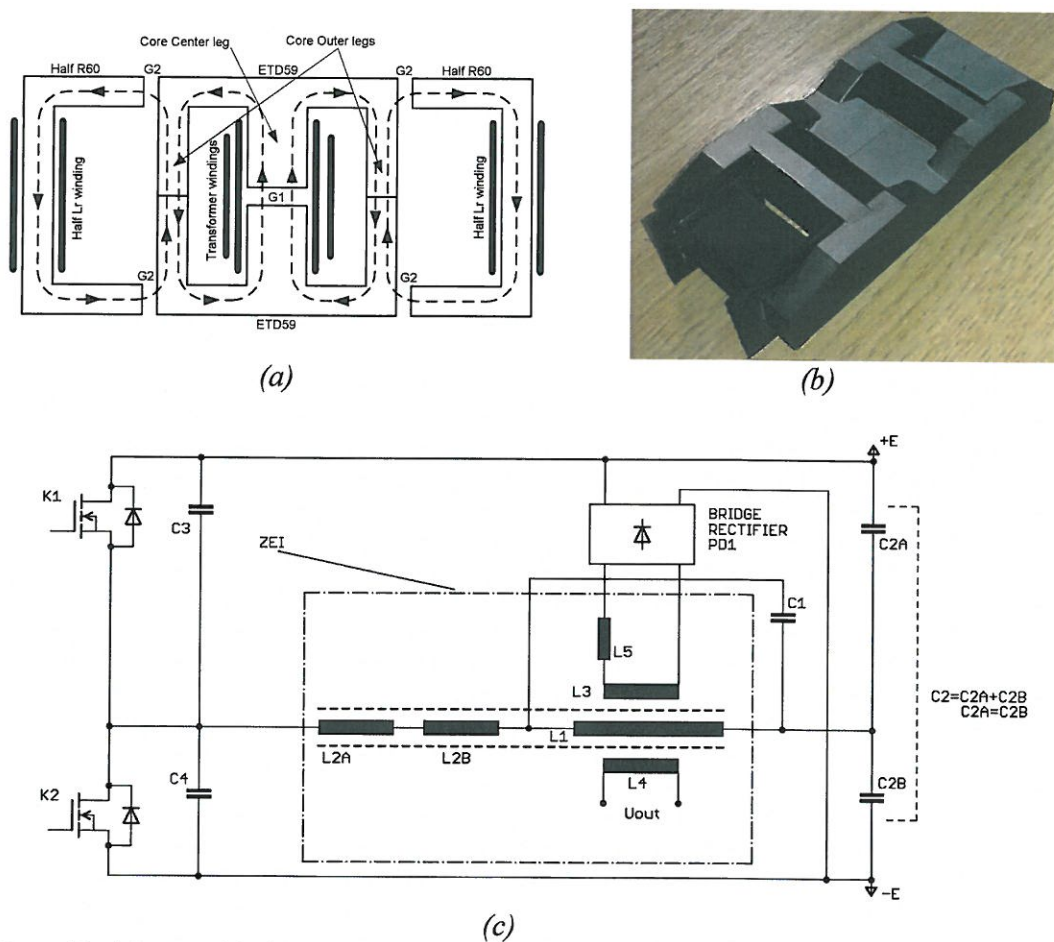 Core Center leg
Core Outer legs
Half R60
G2
ETD59
G2
Half R60
Half Lr winding
Transformer windings
G1
Half Lr winding
G2
G2
ETD59
(a)
(b)
+E
K1
C3
BRIDGE
RECTIFIER
PD1
C2A
ZEI
C1
L5
L3
C2=C2A+C2B
C2A=C2B
L1
L2A
L2B
L4
C4
K2
Uout
C2B
-E
(c)